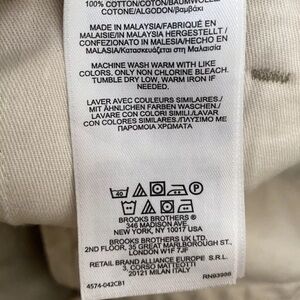 100% COTTON/COTON/BAUMWOLLE/
COTONE/ALGODON/βαμβάκι
MADE IN MALAYSIA/FABRIQUÉ EN
MALAISIE/IN MALAYSIA HERGESTELLT /
CONFEZIONATO IN MALESIA/HECHO EN
MALASIA/Κατασκευάζεται στη Μαλαισία
MACHINE WASH WARM WITH LIKE
COLORS. ONLY NON CHLORINE BLEACH.
TUMBLE DRY LOW, WARM IRON IF
NEEDED.
LAVER AVEC COULEURS SIMILAIRES./
MIT ÄHNLICHEN FARBEN WASCHEN./
LAVARE CON COLORI SIMILI./LAVAR
CON COLORES SIMILARES./ΠΛΥΣΙΜΟ ΜΕ
ΠΑΡΟΜΟΙΑ ΧΡΩΜΑΤΑ
40
P
BROOKS BROTHERS ®
346 MADISON AVE
NEW YORK, NY 10017 USA
BROOKS BROTHERS UK LTD.
2ND FLOOR, 35 GREAT MARLBOROUGH ST.
LONDON W1F 7JF
RETAIL BRAND ALLIANCE EUROPE S.R.L.
3, CORSO MATTEOTTI
20121 MILAN ITALY
4574-042CB1
RN93986